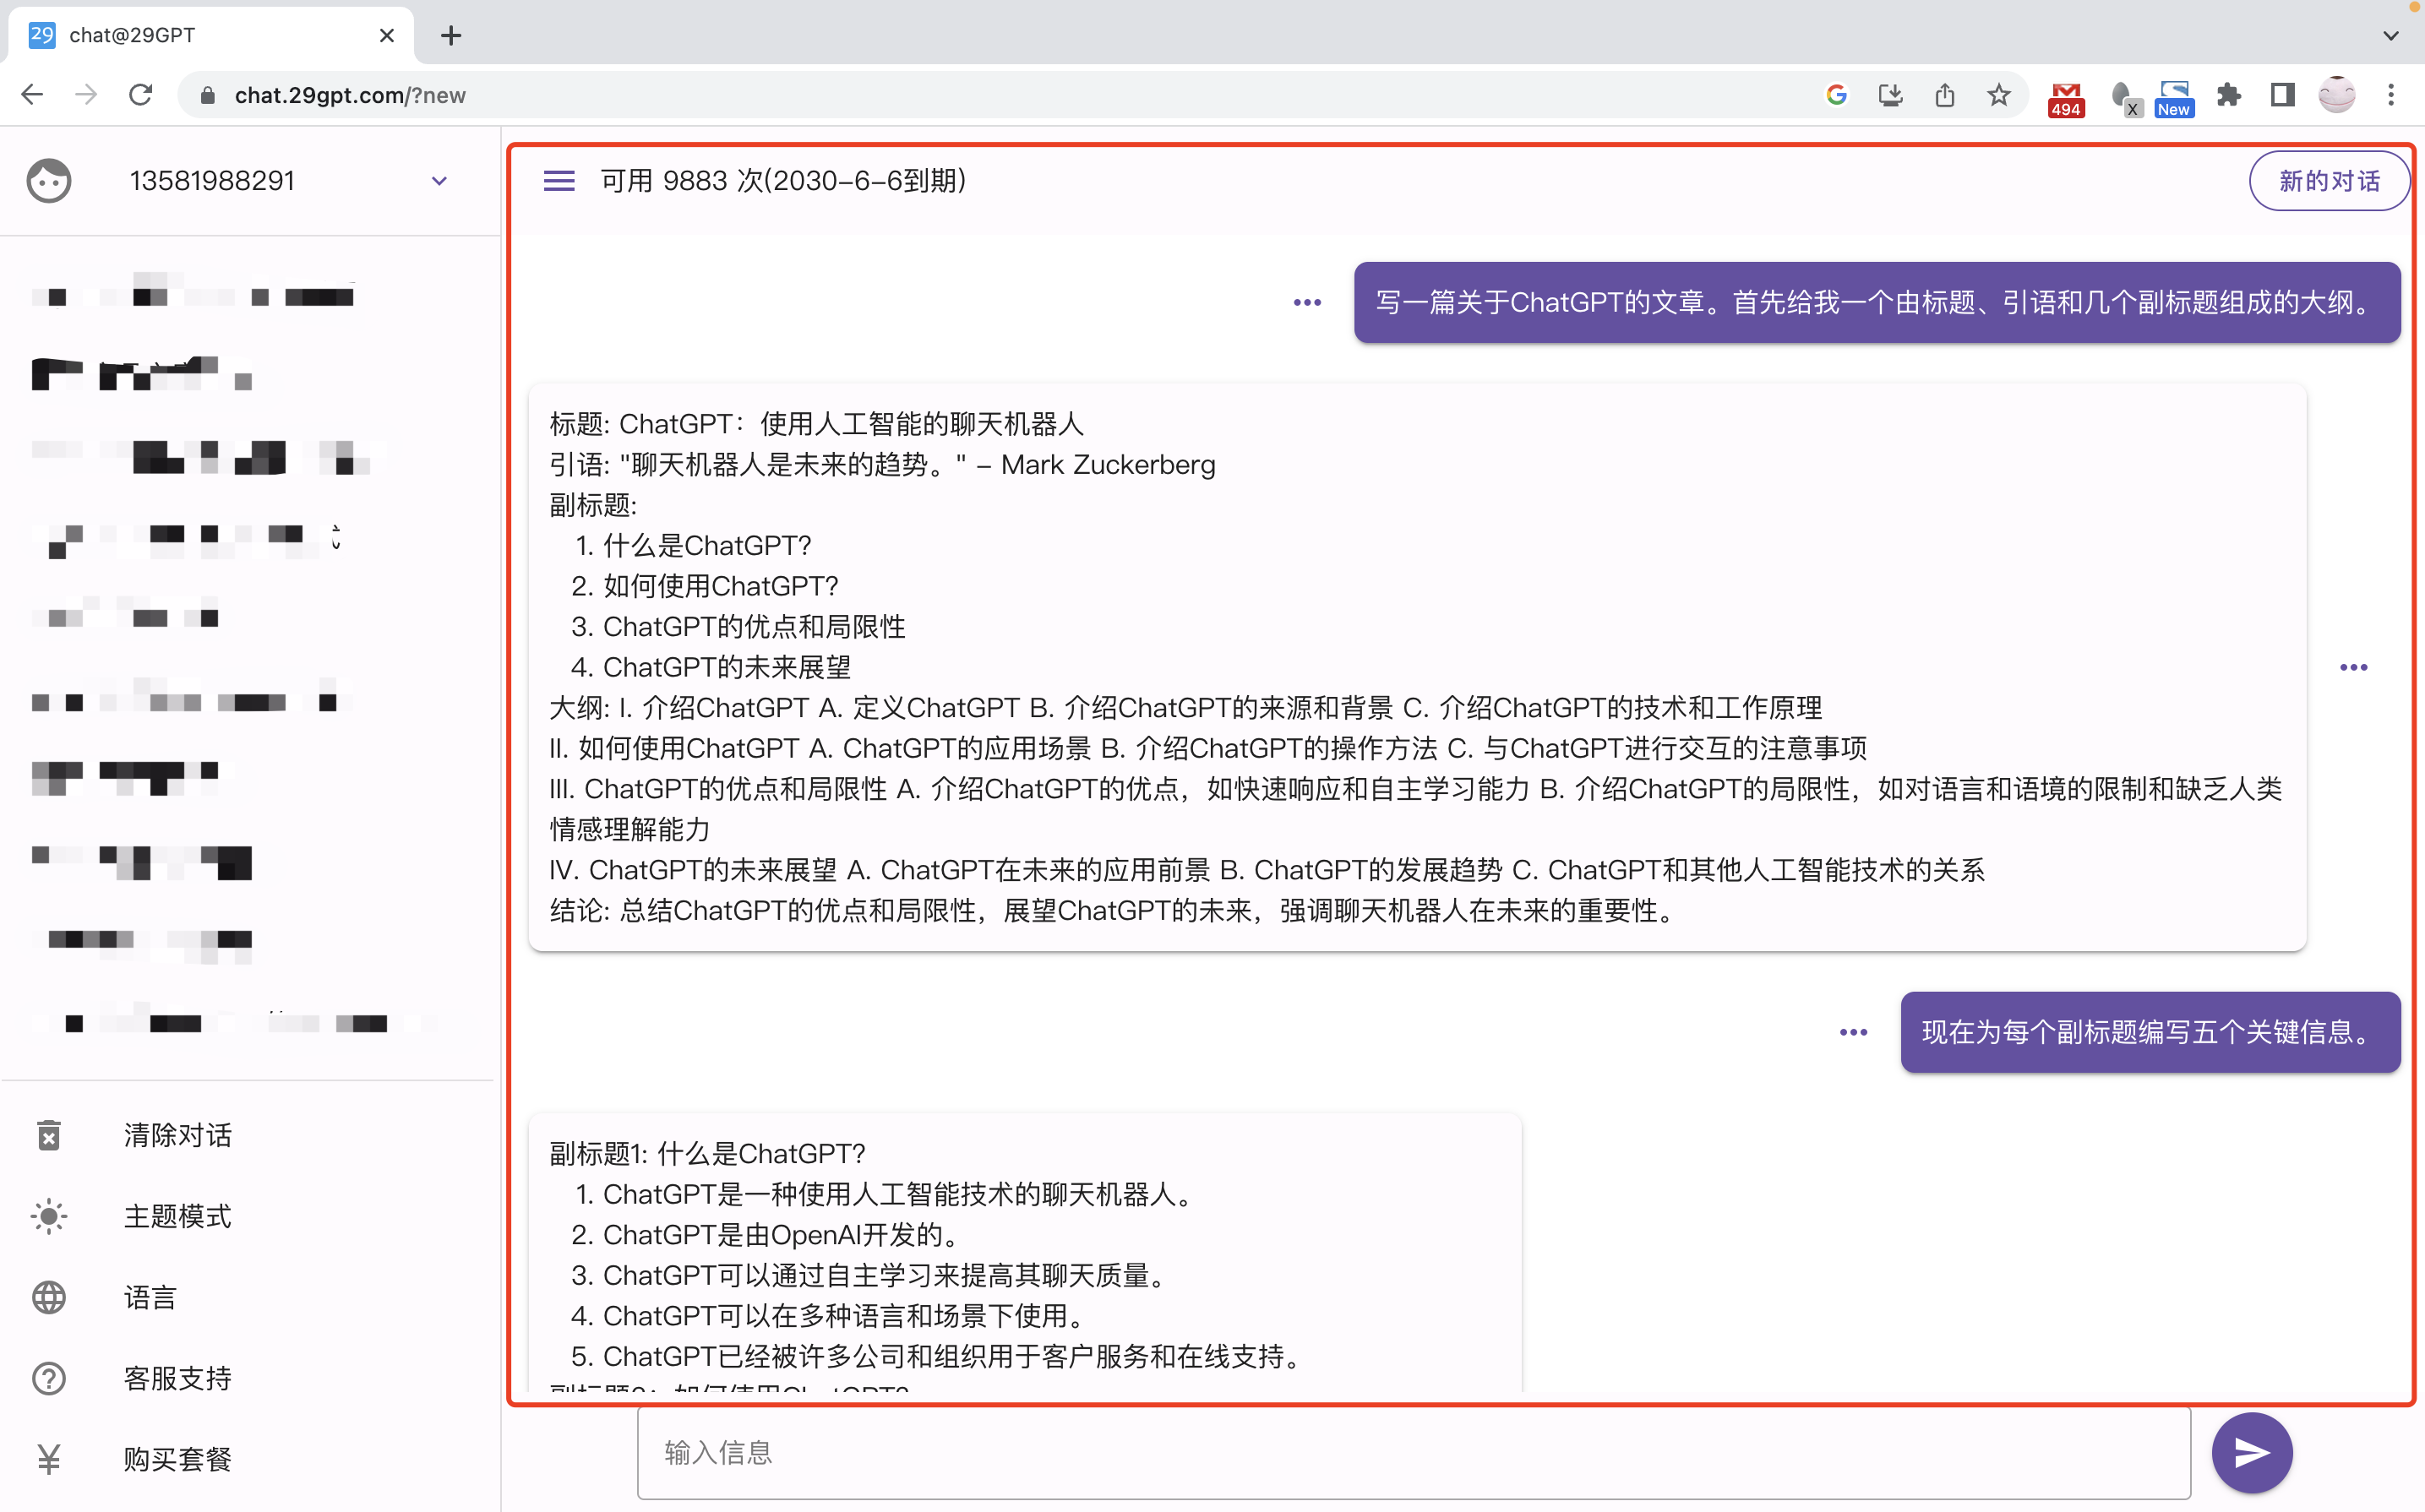 29 chat@29GPT
chat.29gpt.com/?new
494
X
New
13581988291
可用 9883 次(2030-6-6到期)
新的对话
写一篇关于ChatGPT的文章。首先给我一个由标题、引语和几个副标题组成的大纲。
标题: ChatGPT：使用人工智能的聊天机器人
引语: "聊天机器人是未来的趋势。" – Mark Zuckerberg
副标题:
1. 什么是ChatGPT?
2. 如何使用ChatGPT?
3. ChatGPT的优点和局限性
4. ChatGPT的未来展望
大纲: I. 介绍ChatGPT A. 定义ChatGPT B. 介绍ChatGPT的来源和背景 C. 介绍ChatGPT的技术和工作原理
II. 如何使用ChatGPT A. ChatGPT的应用场景 B. 介绍ChatGPT的操作方法 C. 与ChatGPT进行交互的注意事项
III. ChatGPT的优点和局限性 A. 介绍ChatGPT的优点，如快速响应和自主学习能力 B. 介绍ChatGPT的局限性，如对语言和语境的限制和缺乏人类
情感理解能力
IV. ChatGPT的未来展望 A. ChatGPT在未来的应用前景 B. ChatGPT的发展趋势 C. ChatGPT和其他人工智能技术的关系
结论: 总结ChatGPT的优点和局限性，展望ChatGPT的未来，强调聊天机器人在未来的重要性。
现在为每个副标题编写五个关键信息。
副标题1: 什么是ChatGPT?
1. ChatGPT是一种使用人工智能技术的聊天机器人。
2. ChatGPT是由OpenAI开发的。
3. ChatGPT可以通过自主学习来提高其聊天质量。
4. ChatGPT可以在多种语言和场景下使用。
5. ChatGPT已经被许多公司和组织用于客户服务和在线支持。
副标题2: 如何使用ChatGPT?
清除对话
主题模式
语言
客服支持
购买套餐
输入信息